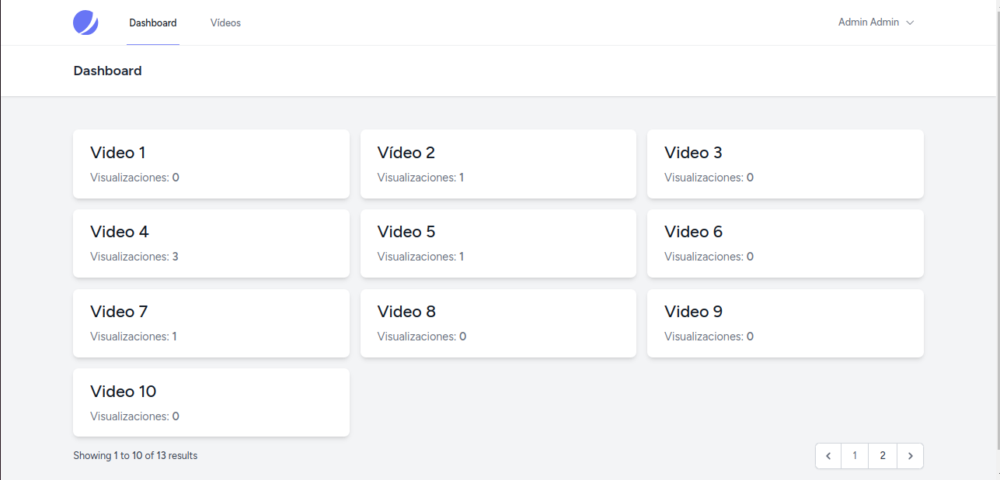 Dashboard Vídeos Admin Admin
Dashboard
Video 1 Vídeo 2 Video 3
Visualizaciones: 0 Visualizaciones: 1 Visualizaciones: 0
Video 4 Video 5 Video 6
Visualizaciones: 3 Visualizaciones: 1 Visualizaciones: 0
Video 7 Video 8 Video 9
Visualizaciones: 1 Visualizaciones: 0 Visualizaciones: 0
Video 10
Visualizaciones: 0
Showing 1 to 10 of 13 results 1 2